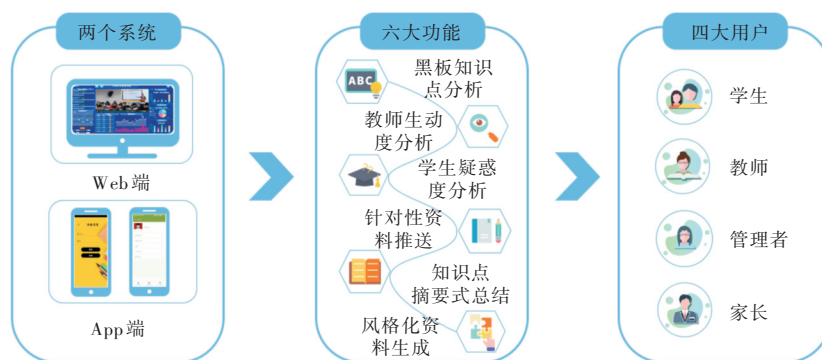 两个系统
Web端
App端
六大功能
ABC
黑板知识
点分析
教师生动
度分析
学生疑惑
度分析
针对性资
料推送
知识点
摘要式总结
风格化资
料生成
四大用户
学生
教师
管理者
家长